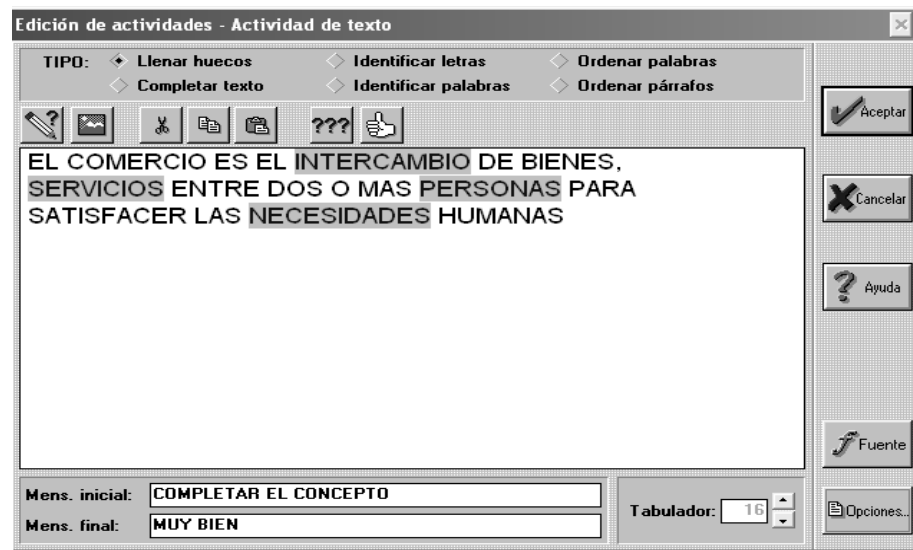 Edición de actividades - Actividad de texto
TIPO: Llenar huecos Identificar letras Ordenar palabras
Completar texto Identificar palabras Ordenar párrafos
???
Aceptar
EL COMERCIO ES EL INTERCAMBIO DE BIENES,
SERVICIOS ENTRE DOS O MAS PERSONAS PARA
SATISFACER LAS NECESIDADES HUMANAS
Cancelar
Ayuda
Fuente
Mens. inicial: COMPLETAR EL CONCEPTO
Mens. final: MUY BIEN
Tabulador: 16
Opciones...